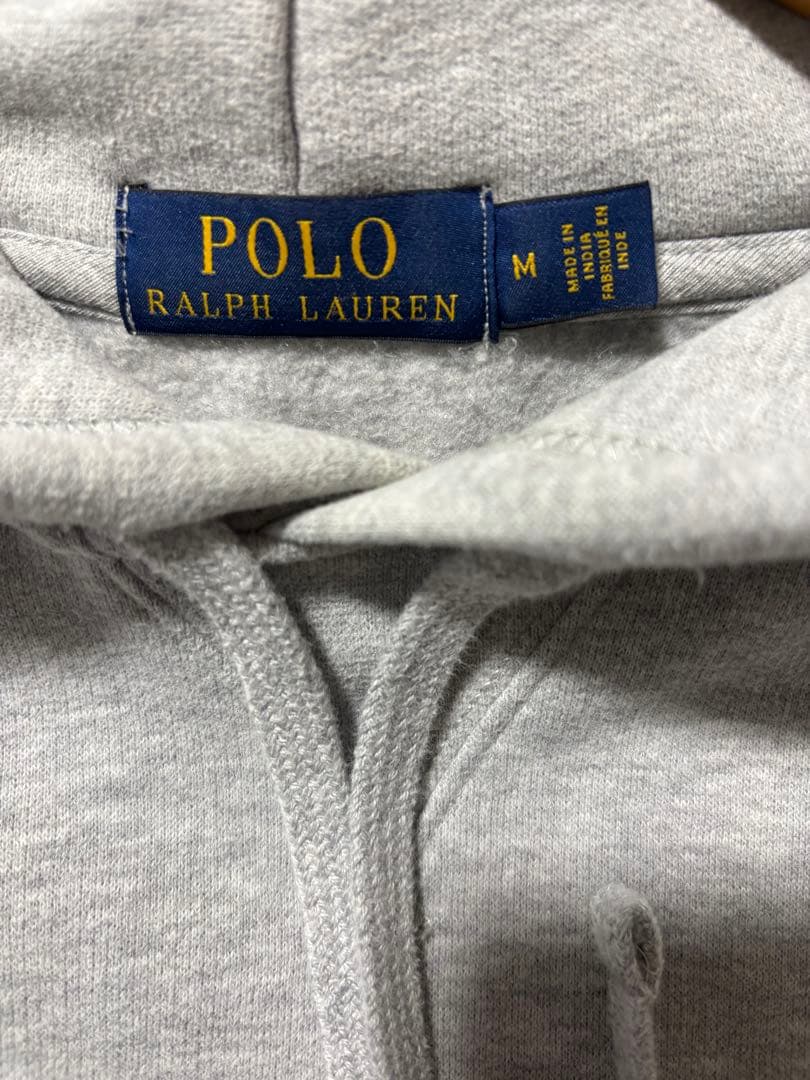 POLO
RALPH LAUREN
M
MADE IN
INDIA
FABRIQUÉ EN
INDE